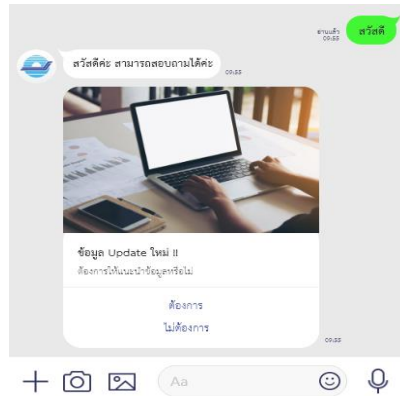 สวัสดี
อ่านแล้ว
09:55
สวัสดีค่ะ สามารถสอบถามได้ค่ะ
09:55
ข้อมูล Update ใหม่ !!
ต้องการให้แนะนำข้อมูลหรือไม่
ต้องการ
ไม่ต้องการ
09:55
Aa